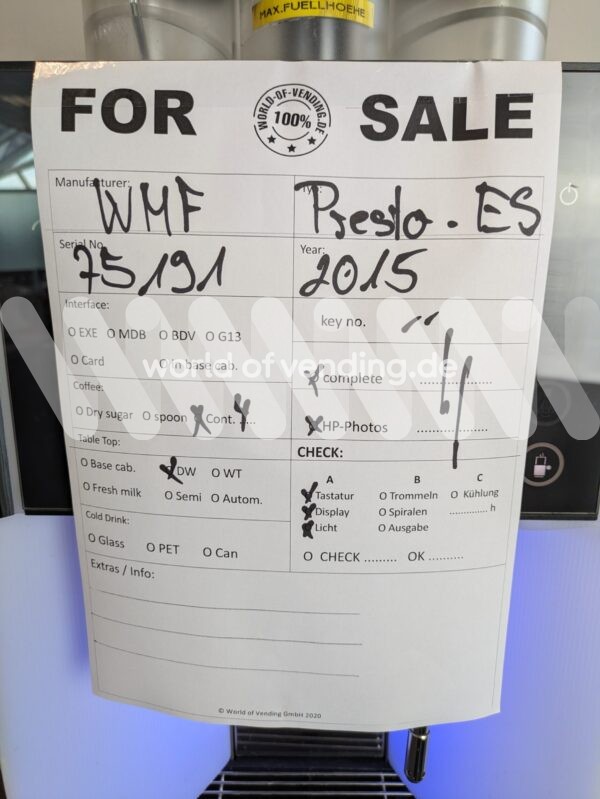 MAX.FUELLHOEHE
FOR SALE
WORLD-OF-VENDING.DE
100%
Manufacturer: WMF
Type: Presto. ES
Serial No. 75191
Year: 2015
Interface:
O EXE O MDB O BDV O G13
O Card O in base cab.
key no. ″
world of vending.de
X complete ..................
Coffee:
O Dry sugar O spoon X Cont. 4
X HP-Photos ..................
Table Top:
O Base cab. X DW O WT
O Fresh milk O Semi O Autom.
CHECK:
A B C
X Tastatur O Trommeln O Kühlung
X Display O Spiralen ............ h
X Licht O Ausgabe
O CHECK ......... OK ..........
Cold Drink:
O Glass O PET O Can
Extras / Info:
© World of Vending GmbH 2020